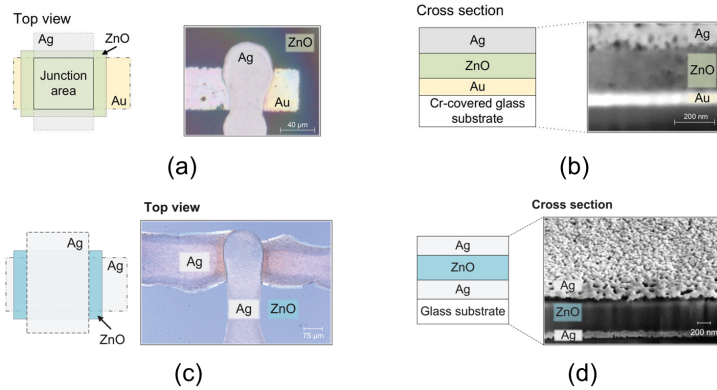 Top view
Ag
ZnO
Junction
area
Au
ZnO
Ag
Au
40 µm
(a)
Cross section
Ag
ZnO
Au
Cr-covered glass
substrate
Ag
ZnO
Au
200 nm
(b)
Top view
Ag
Ag
ZnO
Ag
Ag
ZnO
75 µm
(c)
Cross section
Ag
ZnO
Ag
Glass substrate
Ag
ZnO
Ag
200 nm
(d)